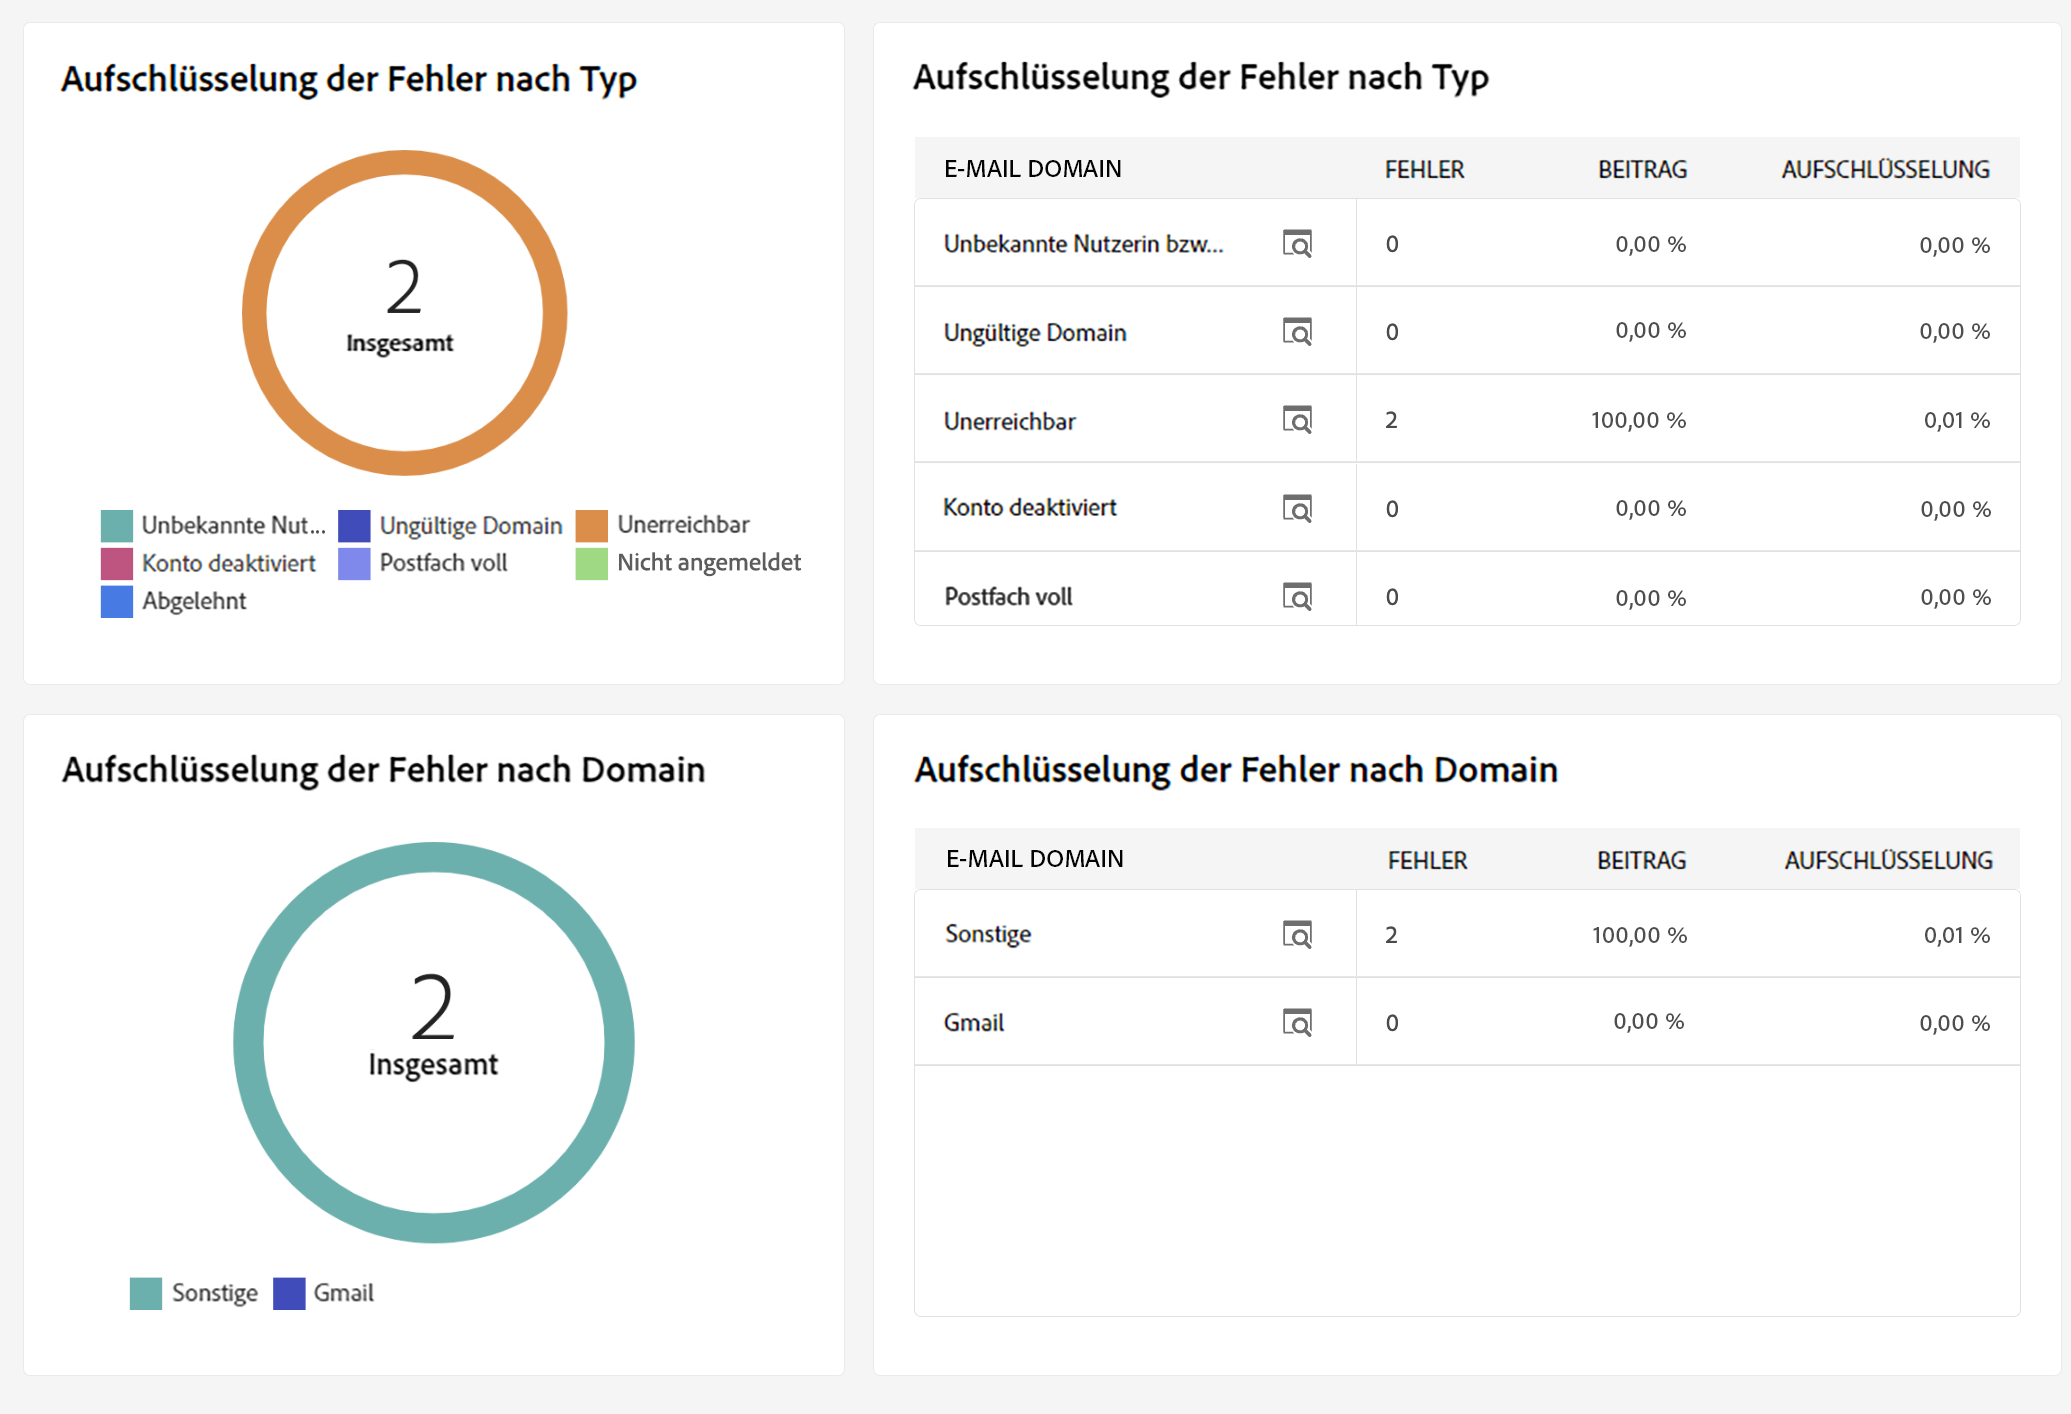 Aufschlüsselung der Fehler nach Typ
2
Insgesamt
Unbekannte Nut... Ungültige Domain Unerreichbar
Konto deaktiviert Postfach voll Nicht angemeldet
Abgelehnt
Aufschlüsselung der Fehler nach Typ
E-MAIL DOMAIN FEHLER BEITRAG AUFSCHLÜSSELUNG
Unbekannte Nutzerin bzw... 0 0,00 % 0,00 %
Ungültige Domain 0 0,00 % 0,00 %
Unerreichbar 2 100,00 % 0,01 %
Konto deaktiviert 0 0,00 % 0,00 %
Postfach voll 0 0,00 % 0,00 %
Aufschlüsselung der Fehler nach Domain
2
Insgesamt
Sonstige Gmail
Aufschlüsselung der Fehler nach Domain
E-MAIL DOMAIN FEHLER BEITRAG AUFSCHLÜSSELUNG
Sonstige 2 100,00 % 0,01 %
Gmail 0 0,00 % 0,00 %